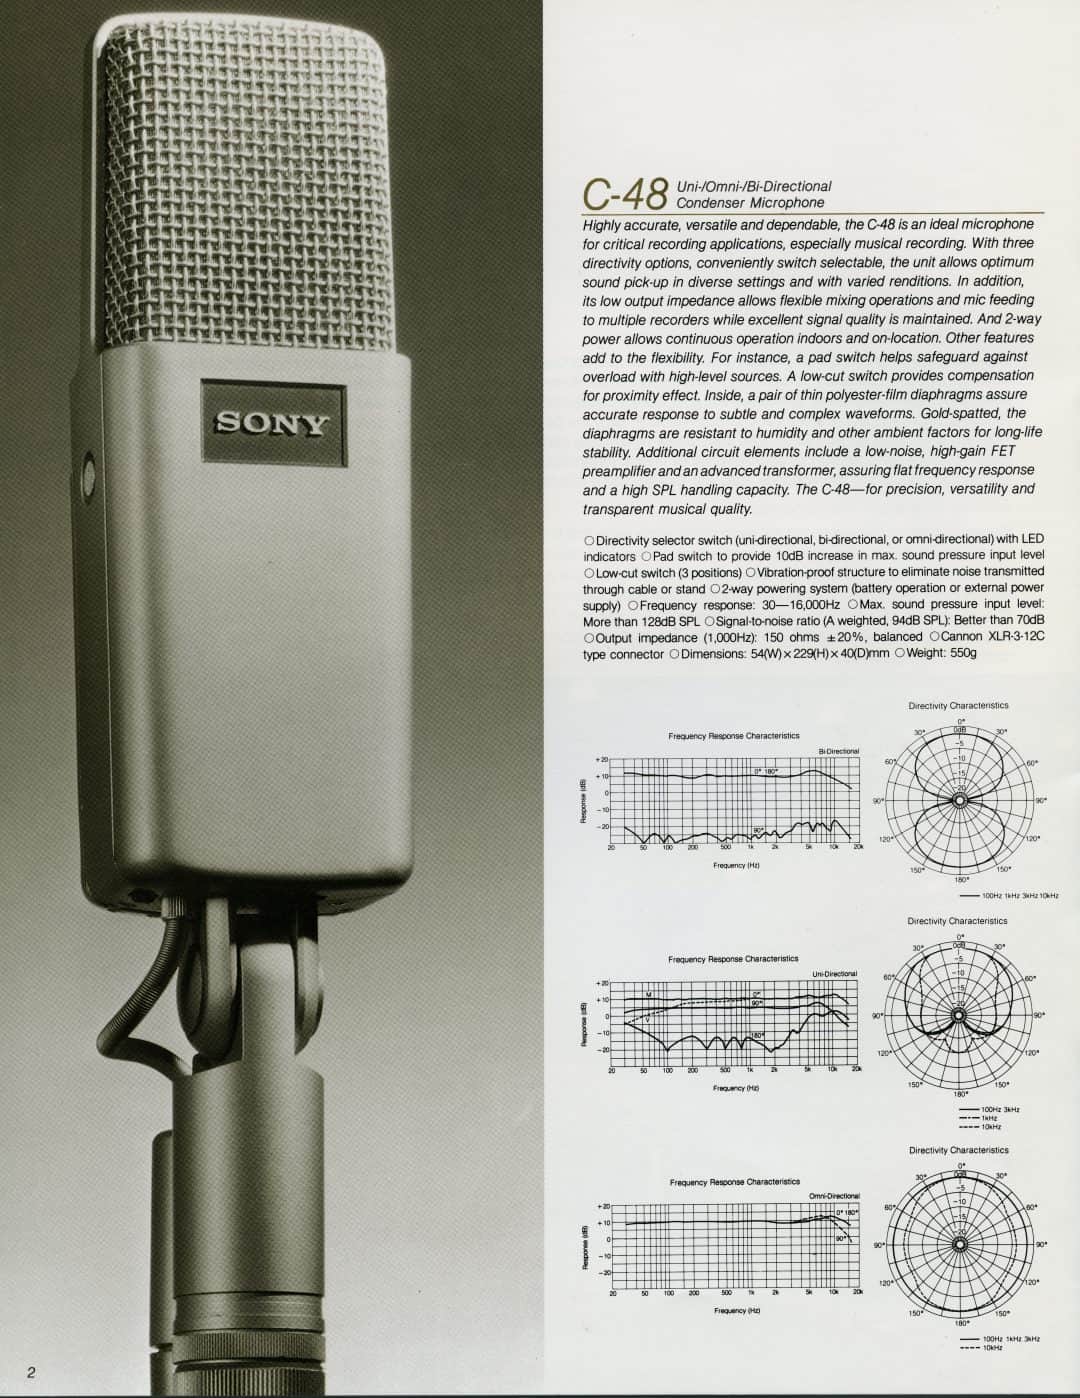 SONY
C-48 Uni-/Omni-/Bi-Directional
Condenser Microphone
Highly accurate, versatile and dependable, the C-48 is an ideal microphone
for critical recording applications, especially musical recording. With three
directivity options, conveniently switch selectable, the unit allows optimum
sound pick-up in diverse settings and with varied renditions. In addition,
its low output impedance allows flexible mixing operations and mic feeding
to multiple recorders while excellent signal quality is maintained. And 2-way
power allows continuous operation indoors and on-location. Other features
add to the flexibility. For instance, a pad switch helps safeguard against
overload with high-level sources. A low-cut switch provides compensation
for proximity effect. Inside, a pair of thin polyester-film diaphragms assure
accurate response to subtle and complex waveforms. Gold-spatted, the
diaphragms are resistant to humidity and other ambient factors for long-life
stability. Additional circuit elements include a low-noise, high-gain FET
preamplifier and an advanced transformer, assuring flat frequency response
and a high SPL handling capacity. The C-48—for precision, versatility and
transparent musical quality.
○Directivity selector switch (uni-directional, bi-directional, or omni-directional) with LED
indicators ○Pad switch to provide 10dB increase in max. sound pressure input level
○Low-cut switch (3 positions) ○Vibration-proof structure to eliminate noise transmitted
through cable or stand ○2-way powering system (battery operation or external power
supply) ○Frequency response: 30—16,000Hz ○Max. sound pressure input level:
More than 128dB SPL ○Signal-to-noise ratio (A weighted, 94dB SPL): Better than 70dB
○Output impedance (1,000Hz): 150 ohms ±20%, balanced ○Cannon XLR-3-12C
type connector ○Dimensions: 54(W)×229(H)×40(D)mm ○Weight: 550g
Frequency Response Characteristics
Bi-Directional
+20
+10
0
-10
-20
Response (dB)
0° 180°
90°
20 50 100 200 500 1k 2k 5k 10k 20k
Frequency (Hz)
Directivity Characteristics
0°
0dB
30° 30°
-5
-10
60° 60°
-15
-20
90° 90°
120° 120°
150° 150°
180°
100Hz 1kHz 3kHz 10kHz
Frequency Response Characteristics
Uni-Directional
+20
+10
0
-10
-20
Response (dB)
M
V
0°
90°
180°
20 50 100 200 500 1k 2k 5k 10k 20k
Frequency (Hz)
Directivity Characteristics
0°
0dB
30° 30°
-5
-10
60° 60°
-15
-20
90° 90°
120° 120°
150° 150°
180°
100Hz 3kHz
1kHz
10kHz
Frequency Response Characteristics
Omni-Directional
+20
+10
0
-10
-20
Response (dB)
0° 180°
90°
20 50 100 200 500 1k 2k 5k 10k 20k
Frequency (Hz)
Directivity Characteristics
0°
0dB
30° 30°
-5
-10
60° 60°
-15
-20
90° 90°
120° 120°
150° 150°
180°
100Hz 1kHz 3kHz
10kHz
2